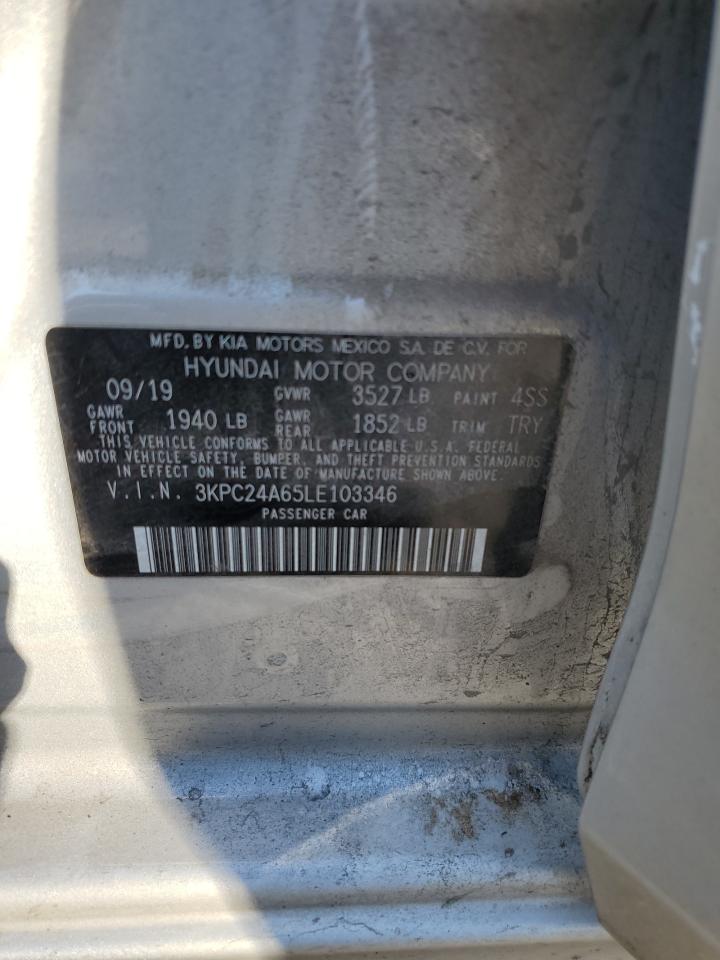 MFD. BY KIA MOTORS MEXICO S.A. DE C.V. FOR
HYUNDAI MOTOR COMPANY
09/19 GVWR 3527 LB PAINT 4SS
GAWR FRONT 1940 LB GAWR REAR 1852 LB TRIM TRY
THIS VEHICLE CONFORMS TO ALL APPLICABLE U.S.A. FEDERAL
MOTOR VEHICLE SAFETY, BUMPER, AND THEFT PREVENTION STANDARDS
IN EFFECT ON THE DATE OF MANUFACTURE SHOWN ABOVE.
V.I.N. 3KPC24A65LE103346
PASSENGER CAR